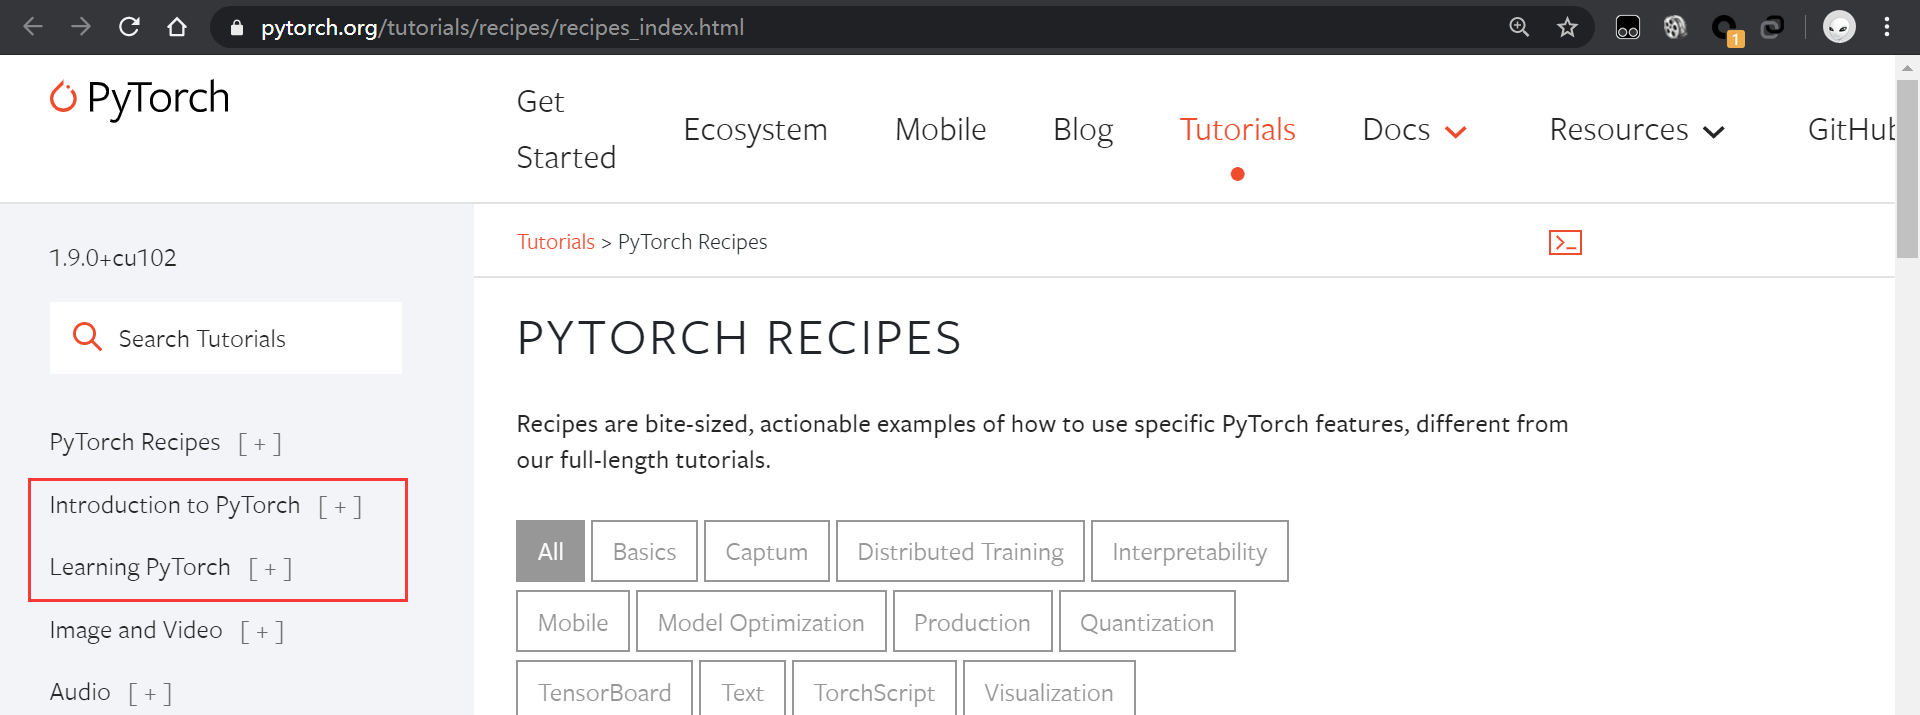 pytorch.org/tutorials/recipes/recipes_index.html
1
PyTorch
Get
Started
Ecosystem
Mobile
Blog
Tutorials
Docs
Resources
GitHub
1.9.0+cu102
Search Tutorials
PyTorch Recipes [ + ]
Introduction to PyTorch [ + ]
Learning PyTorch [ + ]
Image and Video [ + ]
Audio [ + ]
Tutorials > PyTorch Recipes
PYTORCH RECIPES
Recipes are bite-sized, actionable examples of how to use specific PyTorch features, different from
our full-length tutorials.
All
Basics
Captum
Distributed Training
Interpretability
Mobile
Model Optimization
Production
Quantization
TensorBoard
Text
TorchScript
Visualization